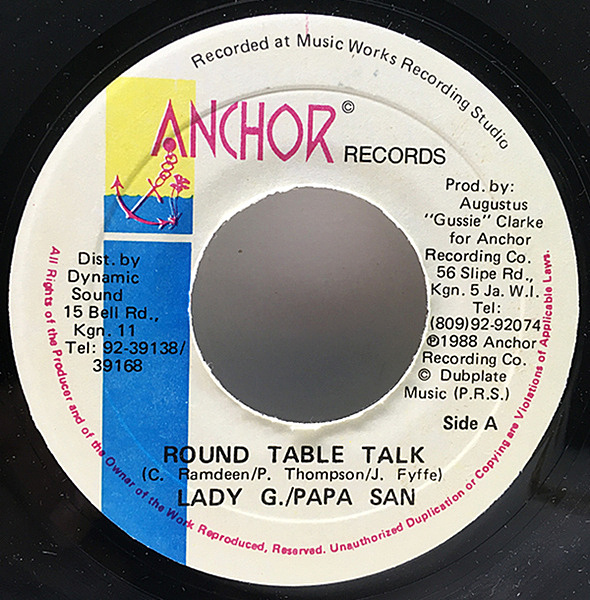 Recorded at Music Works Recording Studio
ANCHOR ©
RECORDS
Prod. by:
Augustus
"Gussie" Clarke
for Anchor
Recording Co.
56 Slipe Rd.,
Kgn. 5 Ja. W.I.
Tel:
(809)92-92074
℗1988 Anchor
Recording Co.
© Dubplate
Music (P.R.S.)
Dist. by
Dynamic
Sound
15 Bell Rd.,
Kgn. 11
Tel: 92-39138/
39168
Side A
ROUND TABLE TALK
(C. Ramdeen/P. Thompson/J. Fyffe)
LADY G./PAPA SAN
All Rights of the Producer and of the Owner of the Work Reproduced, Reserved. Unauthorized Duplication or Copying are Violations of Applicable Laws.